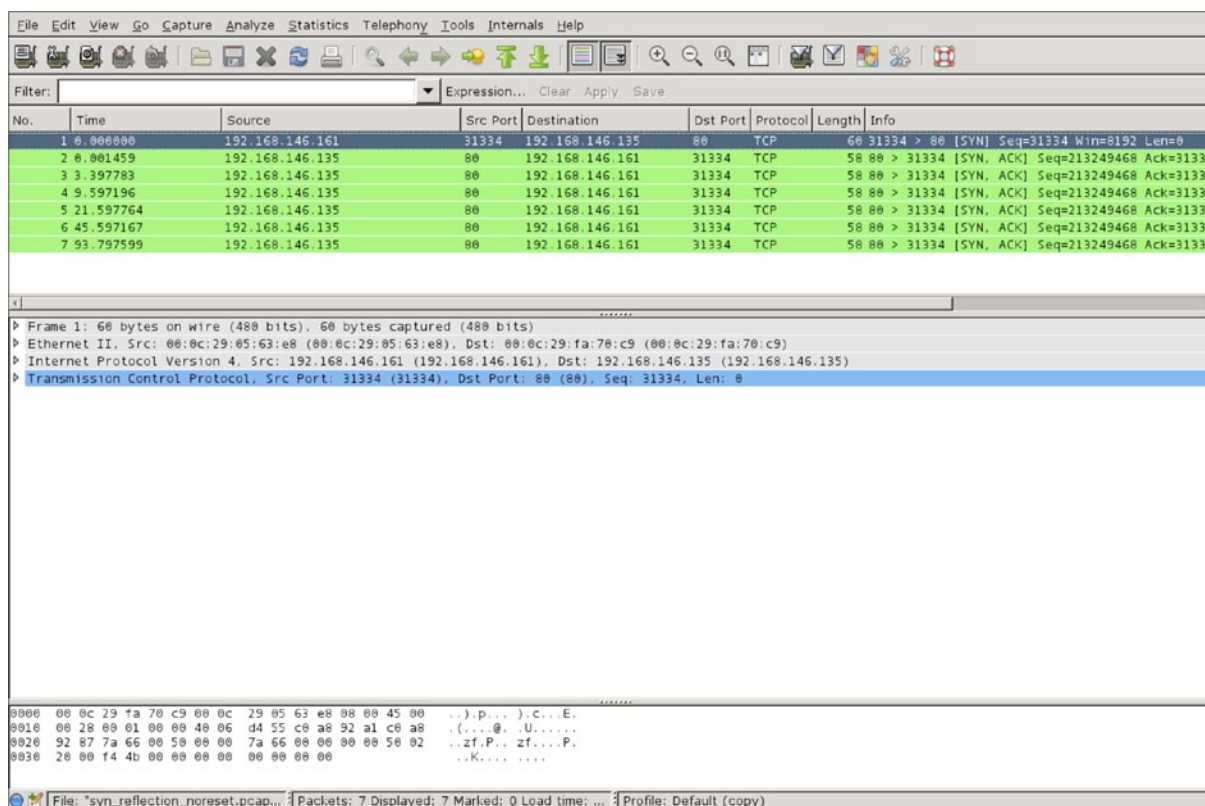 File Edit View Go Capture Analyze Statistics Telephony Tools Internals Help
Filter: Expression... Clear Apply Save
No. Time Source Src Port Destination Dst Port Protocol Length Info
1 0.000000 192.168.146.161 31334 192.168.146.135 80 TCP 60 31334 > 80 [SYN] Seq=31334 Win=8192 Len=0
2 0.001459 192.168.146.135 80 192.168.146.161 31334 TCP 58 80 > 31334 [SYN, ACK] Seq=213249468 Ack=3133
3 3.397783 192.168.146.135 80 192.168.146.161 31334 TCP 58 80 > 31334 [SYN, ACK] Seq=213249468 Ack=3133
4 9.597196 192.168.146.135 80 192.168.146.161 31334 TCP 58 80 > 31334 [SYN, ACK] Seq=213249468 Ack=3133
5 21.597764 192.168.146.135 80 192.168.146.161 31334 TCP 58 80 > 31334 [SYN, ACK] Seq=213249468 Ack=3133
6 45.597167 192.168.146.135 80 192.168.146.161 31334 TCP 58 80 > 31334 [SYN, ACK] Seq=213249468 Ack=3133
7 93.797599 192.168.146.135 80 192.168.146.161 31334 TCP 58 80 > 31334 [SYN, ACK] Seq=213249468 Ack=3133
Frame 1: 60 bytes on wire (480 bits), 60 bytes captured (480 bits)
Ethernet II, Src: 00:0c:29:05:63:e8 (00:0c:29:05:63:e8), Dst: 00:0c:29:fa:70:c9 (00:0c:29:fa:70:c9)
Internet Protocol Version 4, Src: 192.168.146.161 (192.168.146.161), Dst: 192.168.146.135 (192.168.146.135)
Transmission Control Protocol, Src Port: 31334 (31334), Dst Port: 80 (80), Seq: 31334, Len: 0
0000 00 0c 29 fa 70 c9 00 0c 29 05 63 e8 08 00 45 00 ..).p... ).c...E.
0010 00 28 00 01 00 00 40 06 d4 55 c0 a8 92 a1 c0 a8 .(....@. .U......
0020 92 87 7a 66 00 50 00 00 7a 66 00 00 00 00 50 02 ..zf.P.. zf....P.
0030 20 00 f4 4b 00 00 00 00 00 00 00 00 ..K.... ....
File: "syn_reflection_noreset.pcap... Packets: 7 Displayed: 7 Marked: 0 Load time: ... Profile: Default (copy)